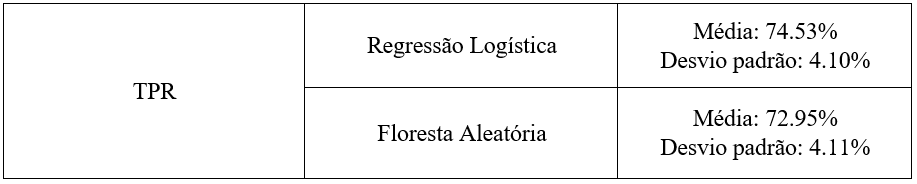 TPR
Regressão Logística
Média: 74.53%
Desvio padrão: 4.10%
Floresta Aleatória
Média: 72.95%
Desvio padrão: 4.11%